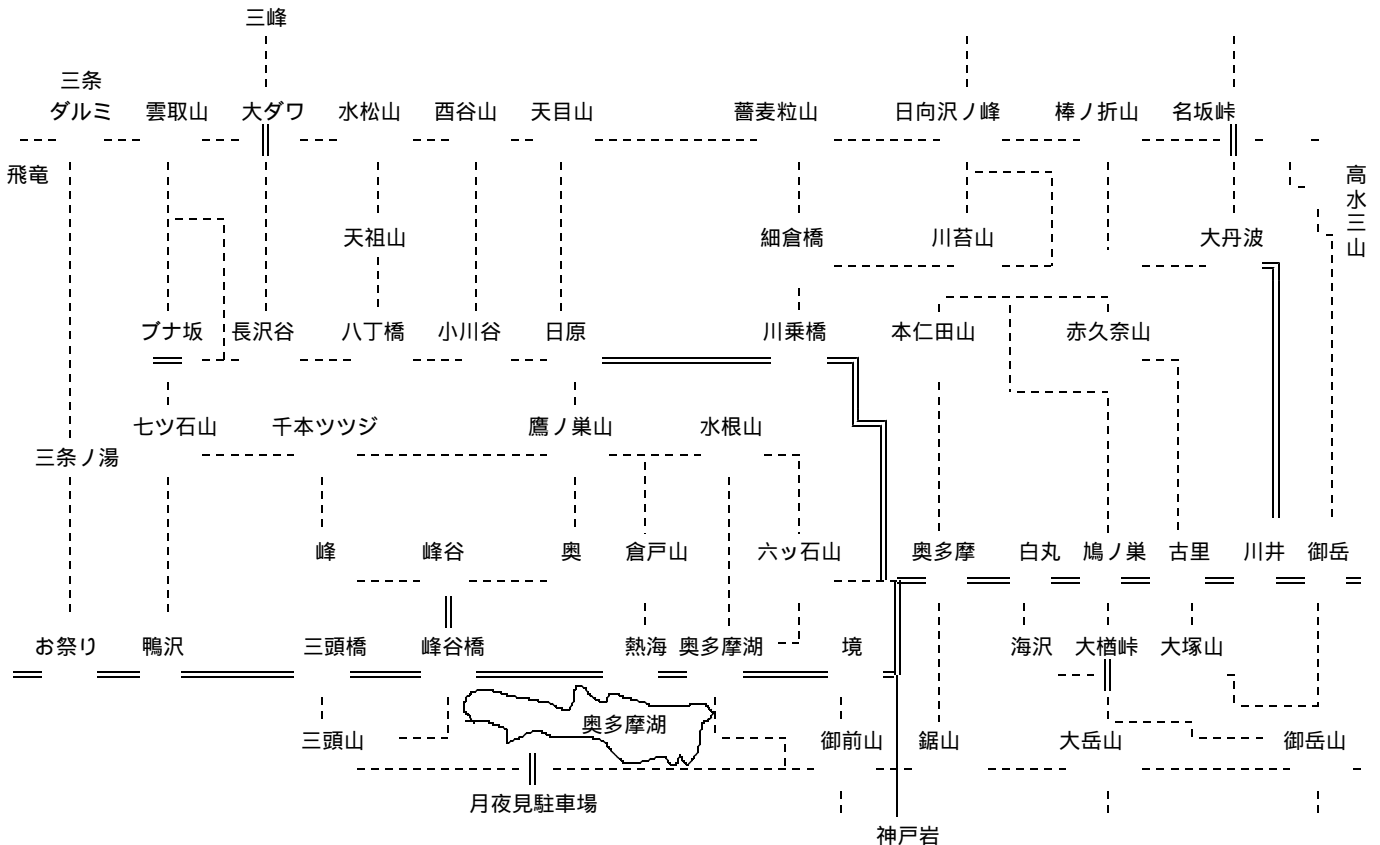 三峰
三条
ダルミ
雲取山
大ダワ
水松山
酉谷山
天目山
蕎麦粒山
日向沢ノ峰
棒ノ折山
名坂峠
飛竜
高水三山
天祖山
細倉橋
川苔山
大丹波
ブナ坂
長沢谷
八丁橋
小川谷
日原
川乗橋
本仁田山
赤久奈山
七ツ石山
千本ツツジ
鷹ノ巣山
水根山
三条ノ湯
峰
峰谷
奥
倉戸山
六ッ石山
奥多摩
白丸
鳩ノ巣
古里
川井
御岳
お祭り
鴨沢
三頭橋
峰谷橋
熱海
奥多摩湖
境
海沢
大楢峠
大塚山
奥多摩湖
三頭山
御前山
鋸山
大岳山
御岳山
月夜見駐車場
神戸岩